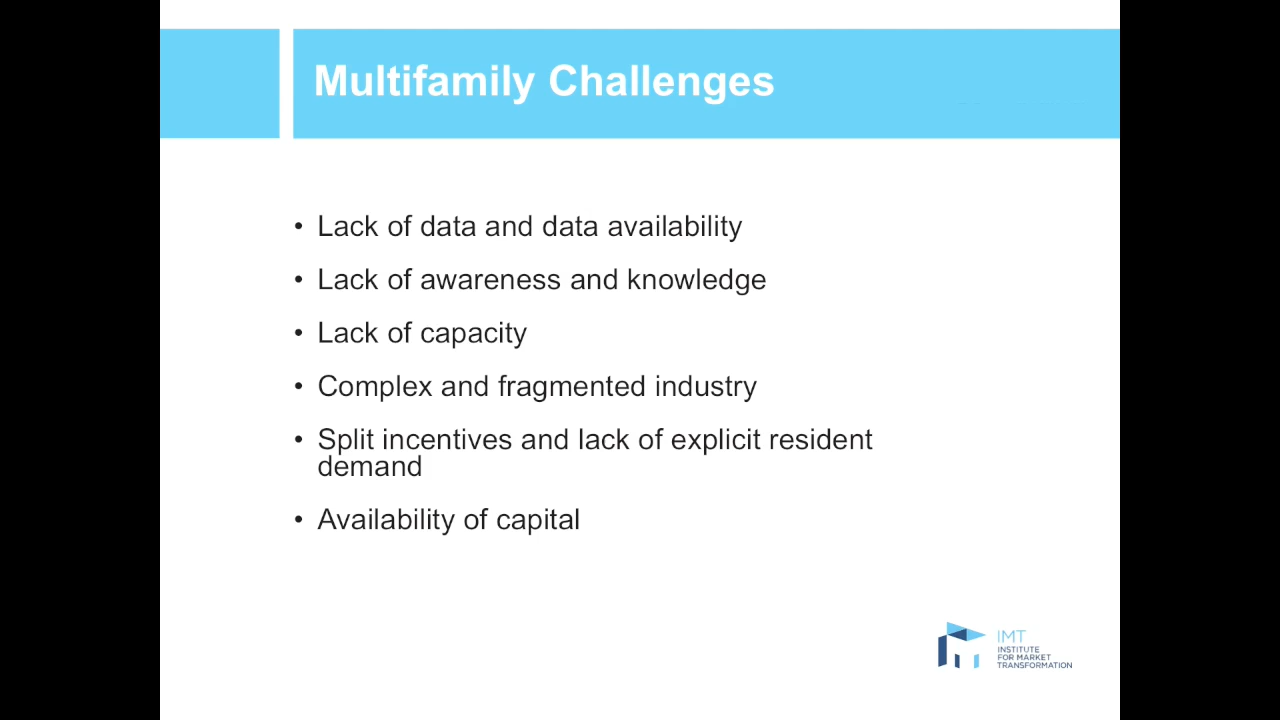 Multifamily Challenges
• Lack of data and data availability
• Lack of awareness and knowledge
• Lack of capacity
• Complex and fragmented industry
• Split incentives and lack of explicit resident
demand
• Availability of capital
IMT
INSTITUTE
FOR MARKET
TRANSFORMATION